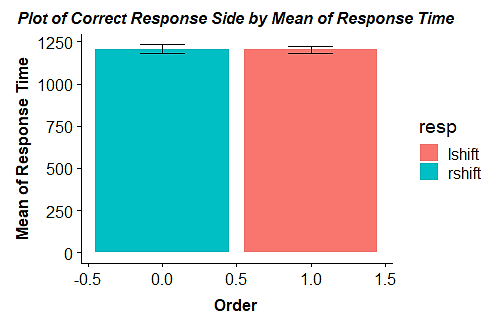 Plot of Correct Response Side by Mean of Response Time
Mean of Response Time
1250
1000
750
500
250
0
-0.5 0.0 0.5 1.0 1.5
Order
resp
lshift
rshift